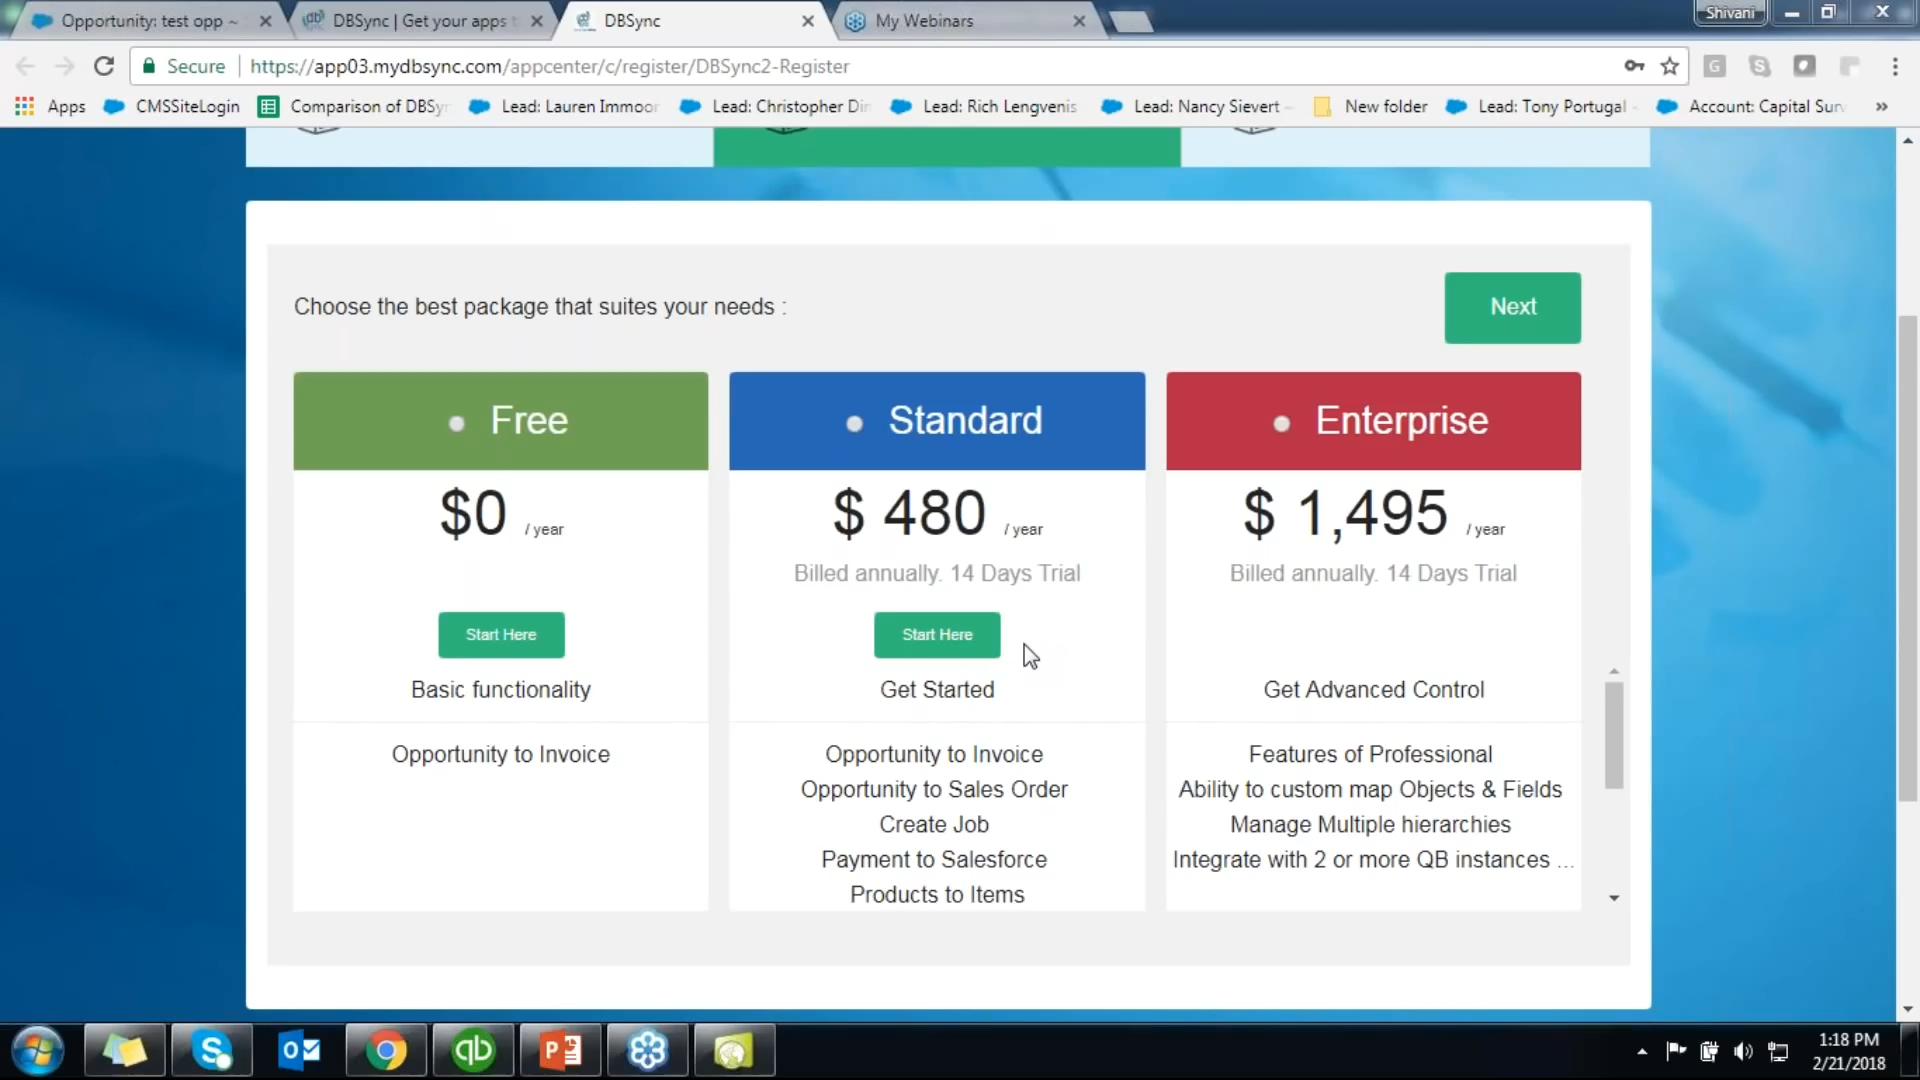 Opportunity: test opp ~
DBSync | Get your apps t
DBSync
My Webinars
Shivani
Secure
https://app03.mydbsync.com/appcenter/c/register/DBSync2-Register
Apps
CMSSiteLogin
Comparison of DBSy
Lead: Lauren Immoor
Lead: Christopher Din
Lead: Rich Lengvenis
Lead: Nancy Sievert ~
New folder
Lead: Tony Portugal ~
Account: Capital Surv
»
Choose the best package that suites your needs :
Next
Free
Standard
Enterprise
$0 / year
$ 480 / year
$ 1,495 / year
Billed annually. 14 Days Trial
Billed annually. 14 Days Trial
Start Here
Start Here
Basic functionality
Get Started
Get Advanced Control
Opportunity to Invoice
Opportunity to Invoice
Opportunity to Sales Order
Create Job
Payment to Salesforce
Products to Items
Features of Professional
Ability to custom map Objects & Fields
Manage Multiple hierarchies
Integrate with 2 or more QB instances ...
1:18 PM
2/21/2018